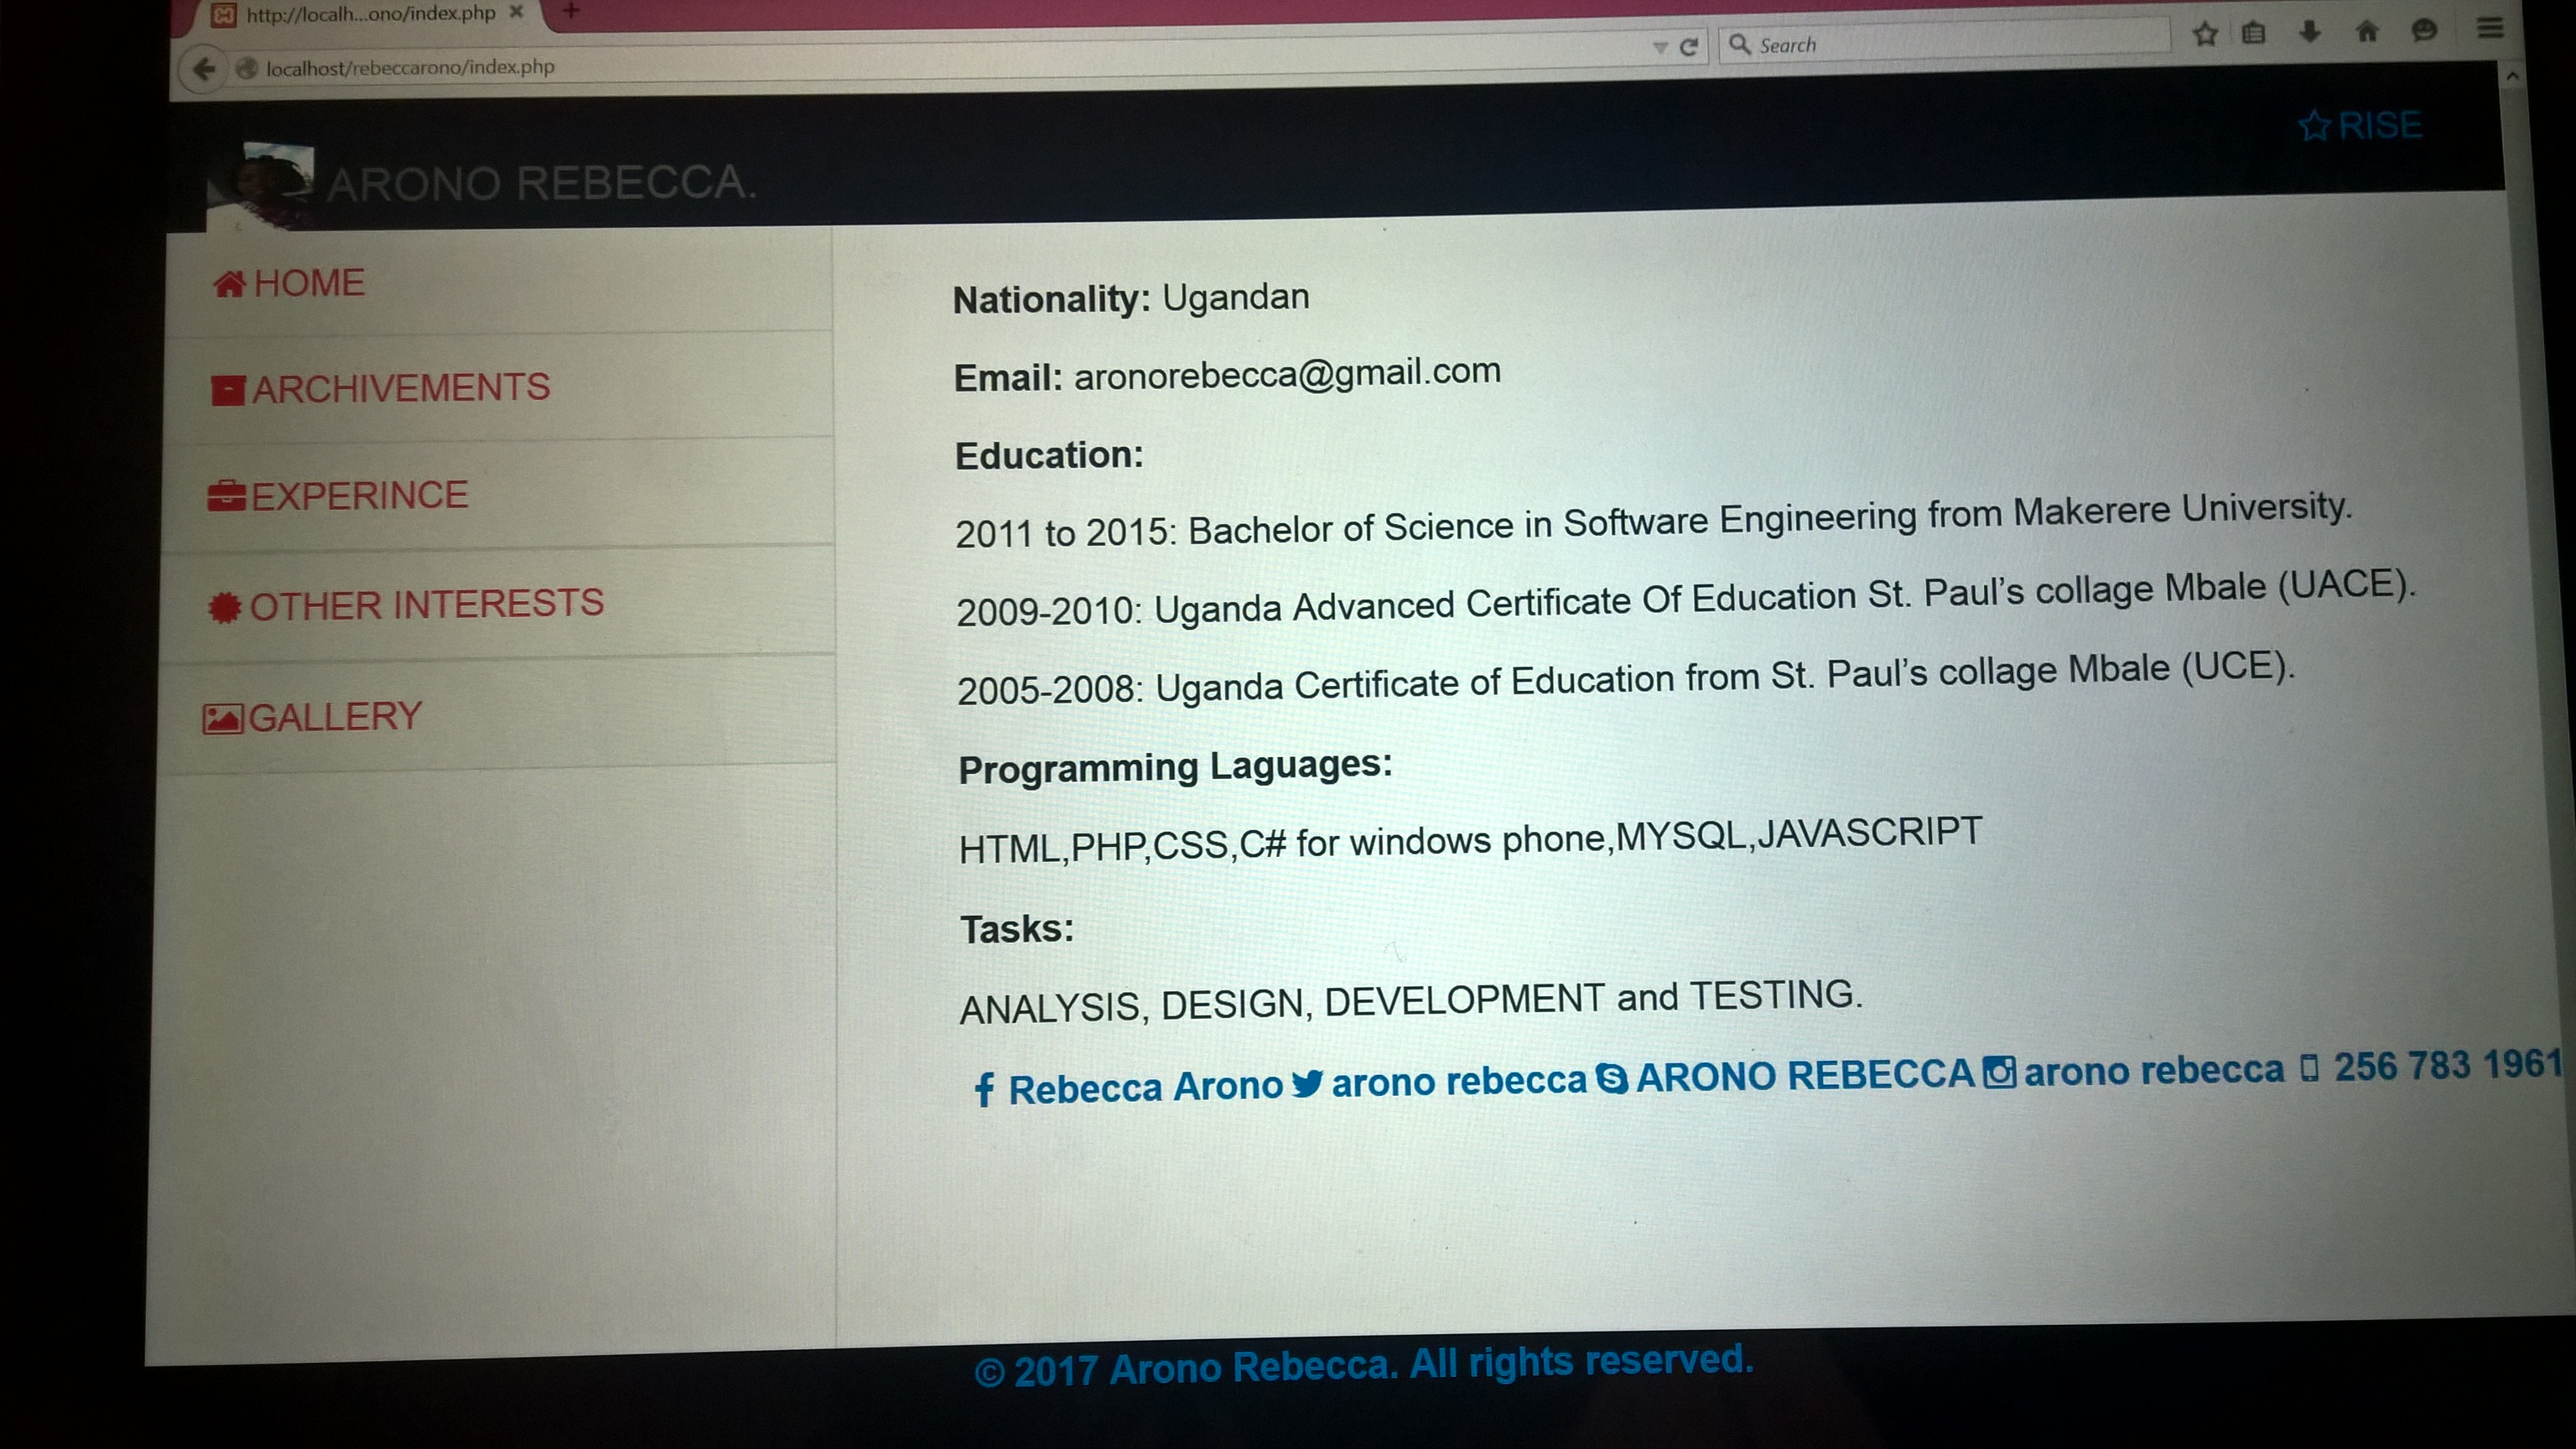 http://localh...ono/index.php
localhost/rebeccarono/index.php
Search
RISE
ARONO REBECCA.
HOME
ARCHIVEMENTS
EXPERINCE
OTHER INTERESTS
GALLERY
Nationality: Ugandan
Email: aronorebecca@gmail.com
Education:
2011 to 2015: Bachelor of Science in Software Engineering from Makerere University.
2009-2010: Uganda Advanced Certificate Of Education St. Paul’s collage Mbale (UACE).
2005-2008: Uganda Certificate of Education from St. Paul’s collage Mbale (UCE).
Programming Laguages:
HTML,PHP,CSS,C# for windows phone,MYSQL,JAVASCRIPT
Tasks:
ANALYSIS, DESIGN, DEVELOPMENT and TESTING.
Rebecca Arono arono rebecca ARONO REBECCA arono rebecca 256 783 1961
© 2017 Arono Rebecca. All rights reserved.